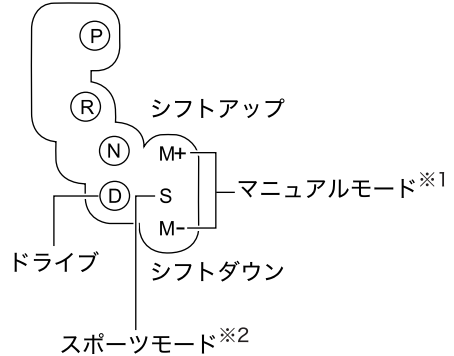 P
R
シフトアップ
N
M+
マニュアルモード※1
D
S
M-
ドライブ
シフトダウン
スポーツモード※2